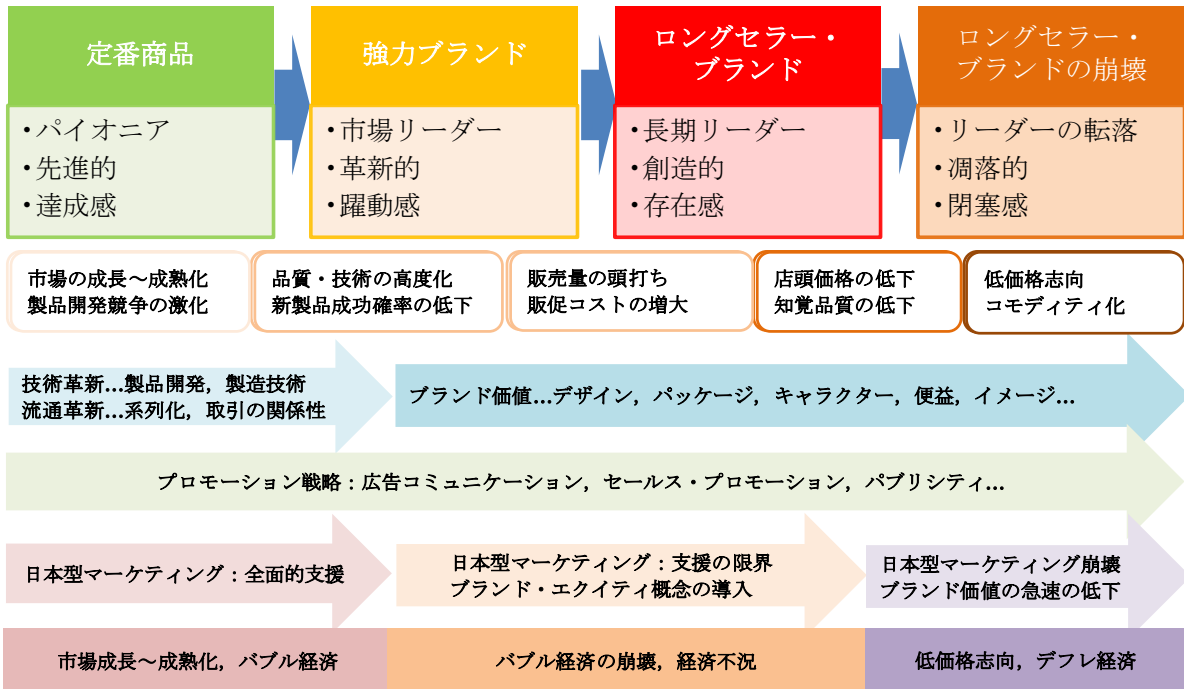 定番商品
・パイオニア
・先進的
・達成感
強力ブランド
・市場リーダー
・革新的
・躍動感
ロングセラー・
ブランド
・長期リーダー
・創造的
・存在感
ロングセラー・
ブランドの崩壊
・リーダーの転落
・凋落的
・閉塞感
市場の成長～成熟化
製品開発競争の激化
品質・技術の高度化
新製品成功確率の低下
販売量の頭打ち
販促コストの増大
店頭価格の低下
知覚品質の低下
低価格志向
コモディティ化
技術革新…製品開発，製造技術
流通革新…系列化，取引の関係性
ブランド価値…デザイン，パッケージ，キャラクター，便益，イメージ…
プロモーション戦略：広告コミュニケーション，セールス・プロモーション，パブリシティ…
日本型マーケティング：全面的支援
日本型マーケティング：支援の限界
ブランド・エクイティ概念の導入
日本型マーケティング崩壊
ブランド価値の急速の低下
市場成長～成熟化，バブル経済
バブル経済の崩壊，経済不況
低価格志向，デフレ経済